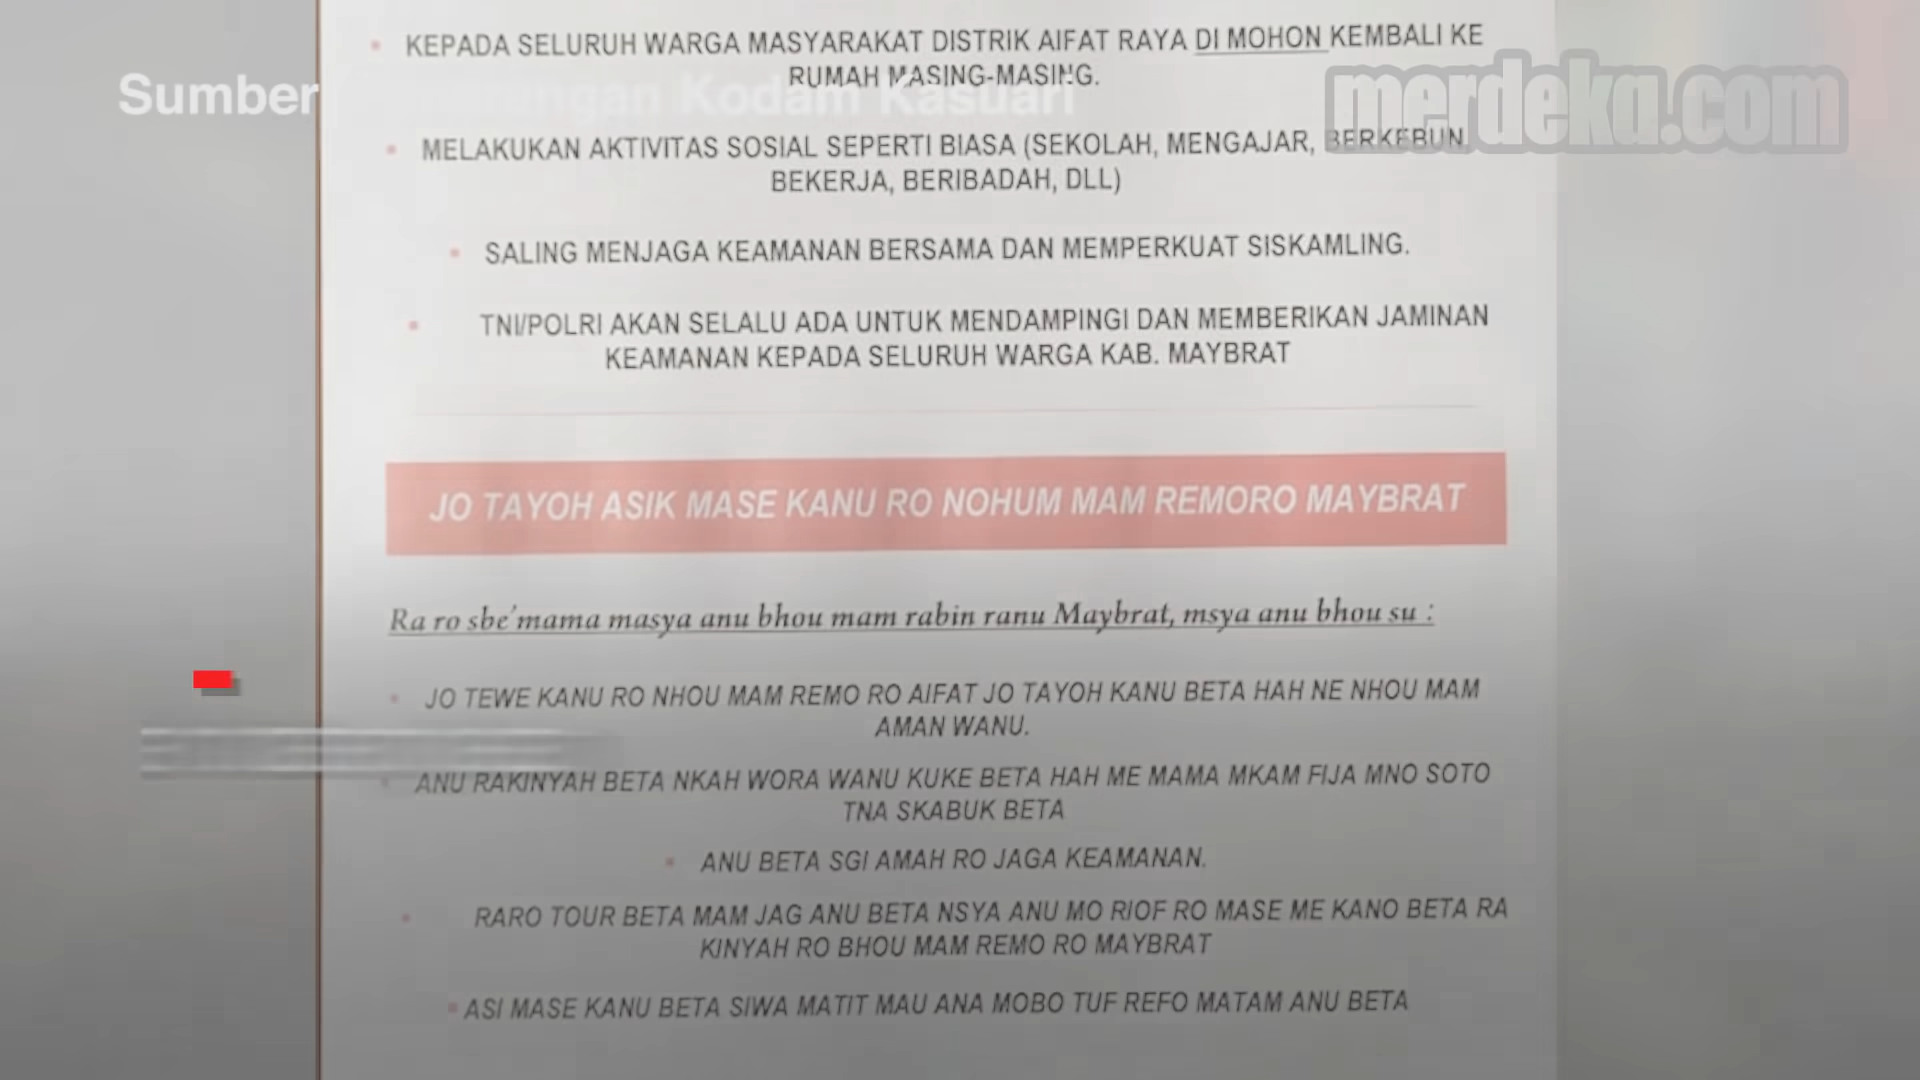 KEPADA SELURUH WARGA MASYARAKAT DISTRIK AIFAT RAYA DI MOHON KEMBALI KE
RUMAH MASING-MASING.
Sumber Kodam Kasuari
merdeka.com
MELAKUKAN AKTIVITAS SOSIAL SEPERTI BIASA (SEKOLAH, MENGAJAR, BERKEBUN,
BEKERJA, BERIBADAH, DLL)
SALING MENJAGA KEAMANAN BERSAMA DAN MEMPERKUAT SISKAMLING.
TNI/POLRI AKAN SELALU ADA UNTUK MENDAMPINGI DAN MEMBERIKAN JAMINAN
KEAMANAN KEPADA SELURUH WARGA KAB. MAYBRAT
JO TAYOH ASIK MASE KANU RO NOHUM MAM REMORO MAYBRAT
Ra ro sbe'mama masya anu bhou mam rabin ranu Maybrat, msya anu bhou su :
JO TEWE KANU RO NHOU MAM REMO RO AIFAT JO TAYOH KANU BETA HAH NE NHOU MAM
AMAN WANU.
ANU RAKINYAH BETA NKAH WORA WANU KUKE BETA HAH ME MAMA MKAM FIJA MNO SOTO
TNA SKABUK BETA
ANU BETA SGI AMAH RO JAGA KEAMANAN.
RARO TOUR BETA MAM JAG ANU BETA NSYA ANU MO RIOF RO MASE ME KANO BETA RA
KINYAH RO BHOU MAM REMO RO MAYBRAT
ASI MASE KANU BETA SIWA MATIT MAU ANA MOBO TUF REFO MATAM ANU BETA